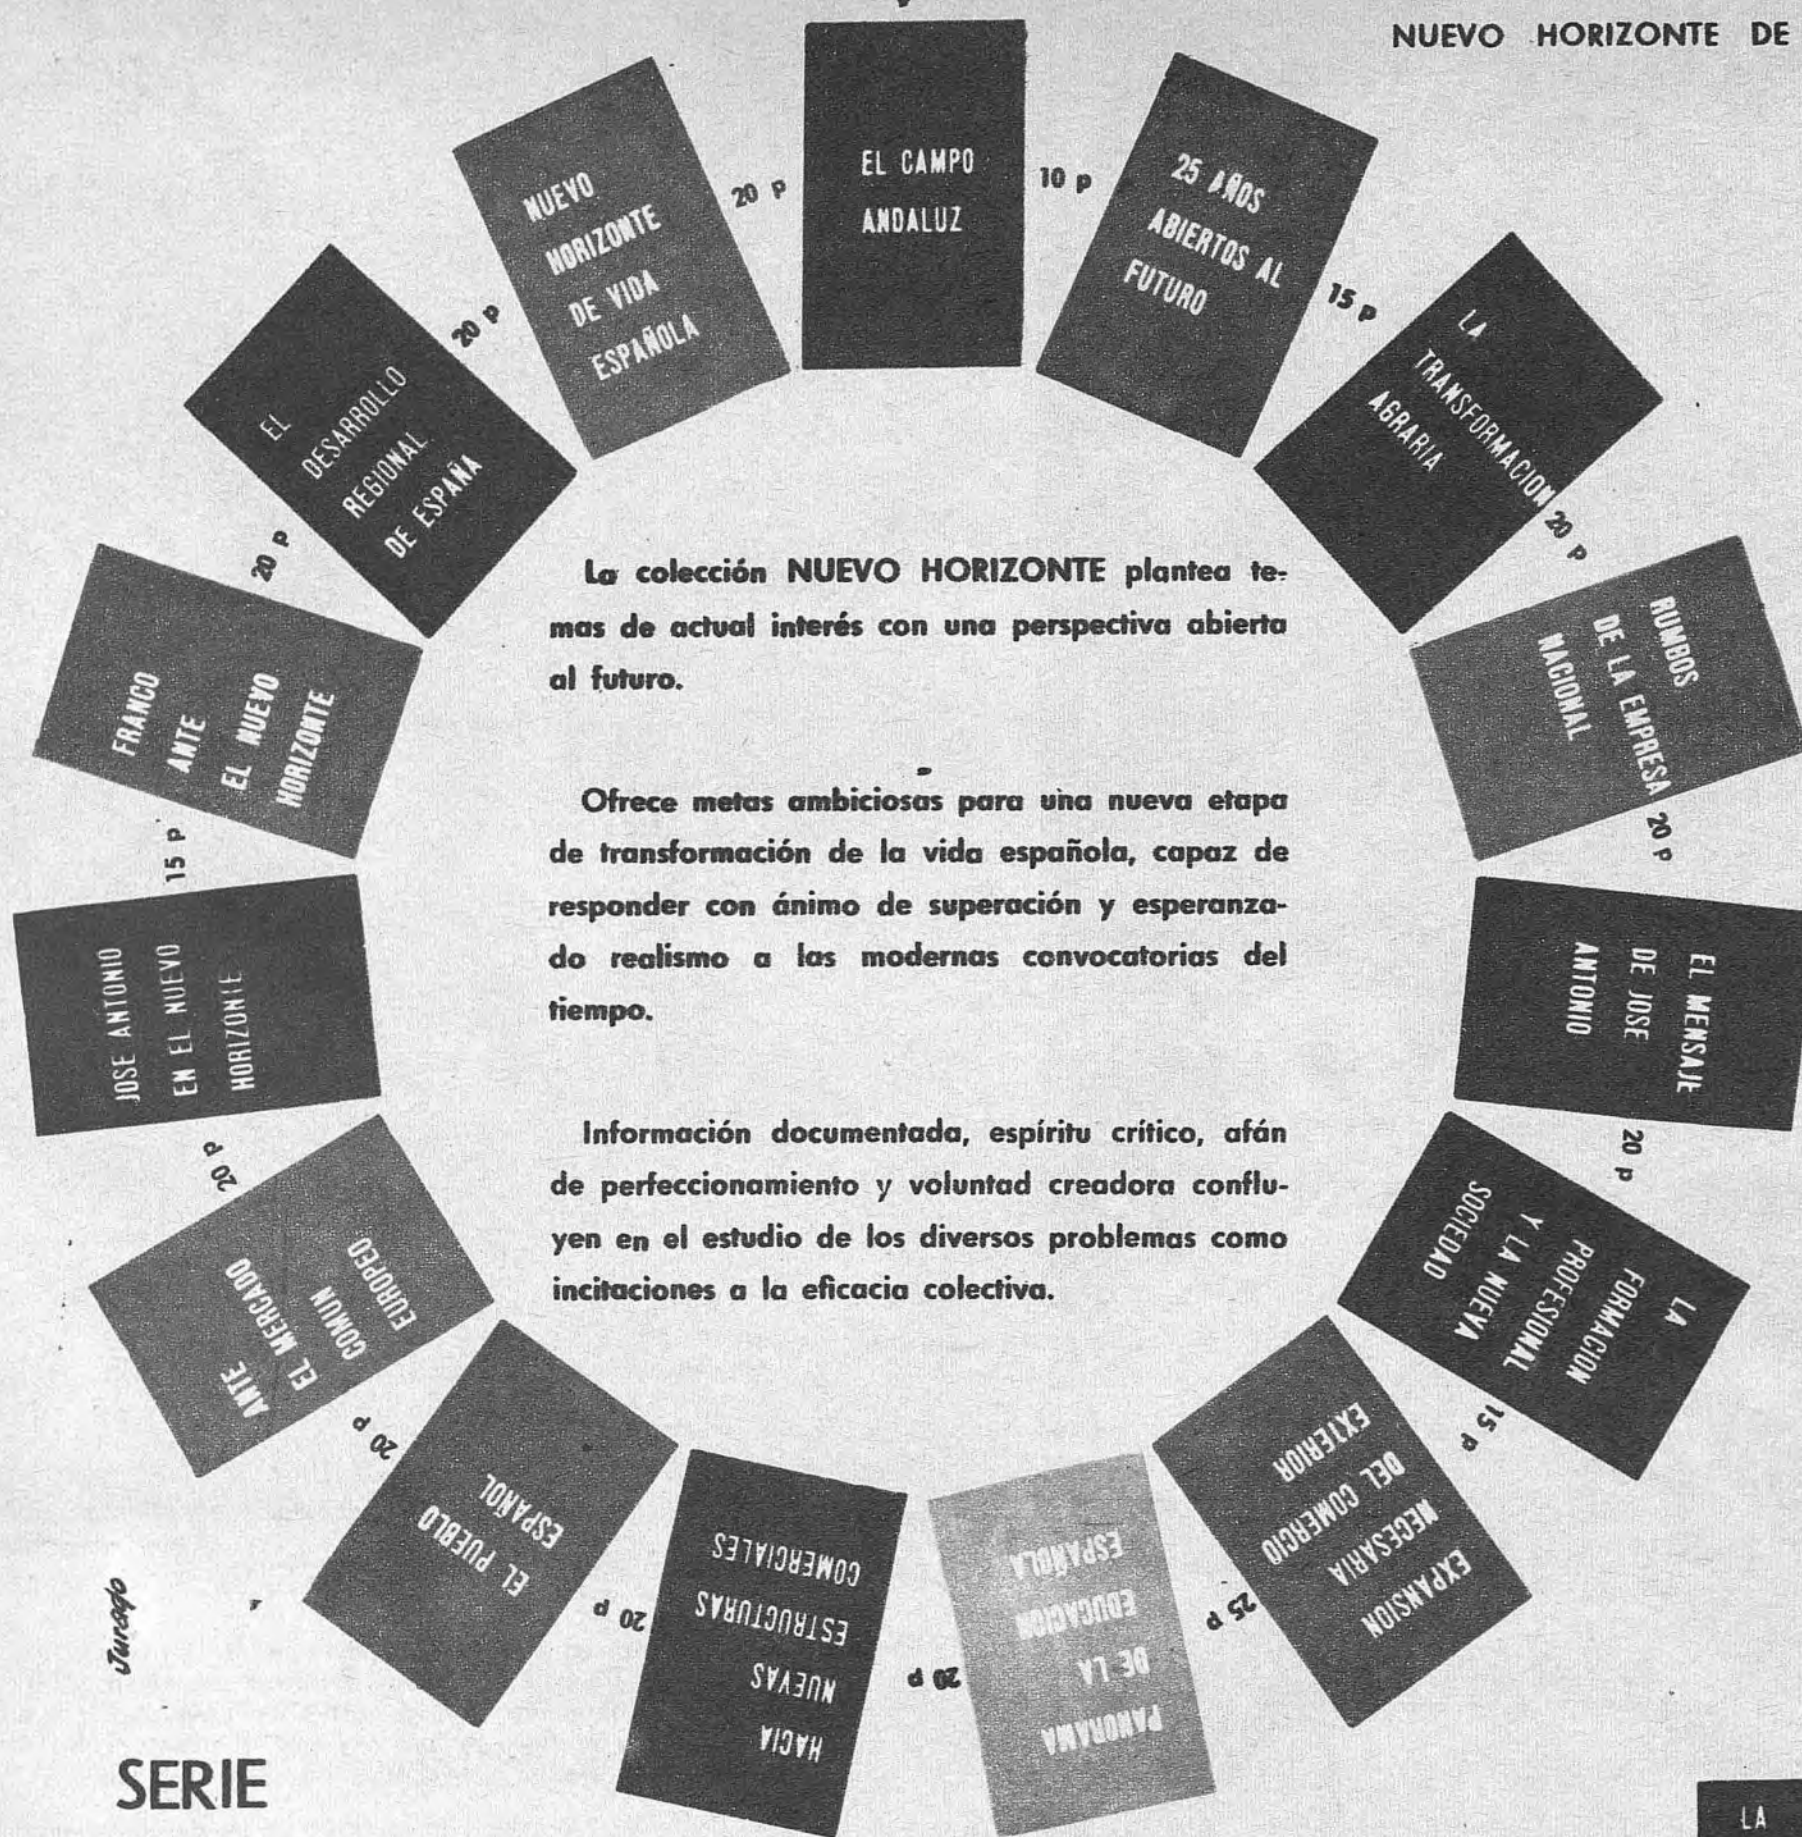 NUEVO HORIZONTE DE
EL CAMPO
ANDALUZ
10 p
25 AÑOS
ABIERTOS AL
FUTURO
15 p
LA
TRANSFORMACION
AGRARIA
20 p
RUMBOS
DE LA EMPRESA
NACIONAL
20 p
EL MENSAJE
DE JOSE
ANTONIO
20 p
LA
FORMACION
PROFESIONAL
Y LA NUEVA
SOCIEDAD
15 p
EXPANSION
NECESARIA
DEL COMERCIO
EXTERIOR
25 p
PANORAMA
DE LA
EDUCACION
ESPAÑOLA
20 p
HACIA
NUEVAS
ESTRUCTURAS
COMERCIALES
20 p
EL PUEBLO
ESPAÑOL
20 p
ANTE
EL MERCADO
COMUN
EUROPEO
20 p
JOSE ANTONIO
EN EL NUEVO
HORIZONTE
15 p
FRANCO
ANTE
EL NUEVO
HORIZONTE
20 p
EL
DESARROLLO
REGIONAL
DE ESPAÑA
20 p
NUEVO
HORIZONTE
DE VIDA
ESPAÑOLA
20 p
La colección NUEVO HORIZONTE plantea te-
mas de actual interés con una perspectiva abierta
al futuro.
Ofrece metas ambiciosas para una nueva etapa
de transformación de la vida española, capaz de
responder con ánimo de superación y esperanza-
do realismo a las modernas convocatorias del
tiempo.
Información documentada, espíritu crítico, afán
de perfeccionamiento y voluntad creadora conflu-
yen en el estudio de los diversos problemas como
incitaciones a la eficacia colectiva.
Jurado
SERIE
LA